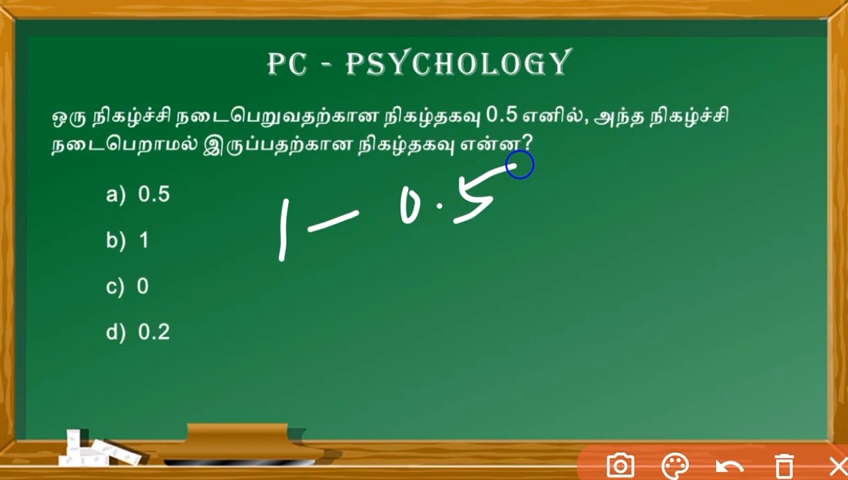 PC - PSYCHOLOGY
ஒரு நிகழ்ச்சி நடைபெறுவதற்கான நிகழ்தகவு 0.5 எனில், அந்த நிகழ்ச்சி
நடைபெறாமல் இருப்பதற்கான நிகழ்தகவு என்ன?
a) 0.5
b) 1
c) 0
d) 0.2
1 - 0.5